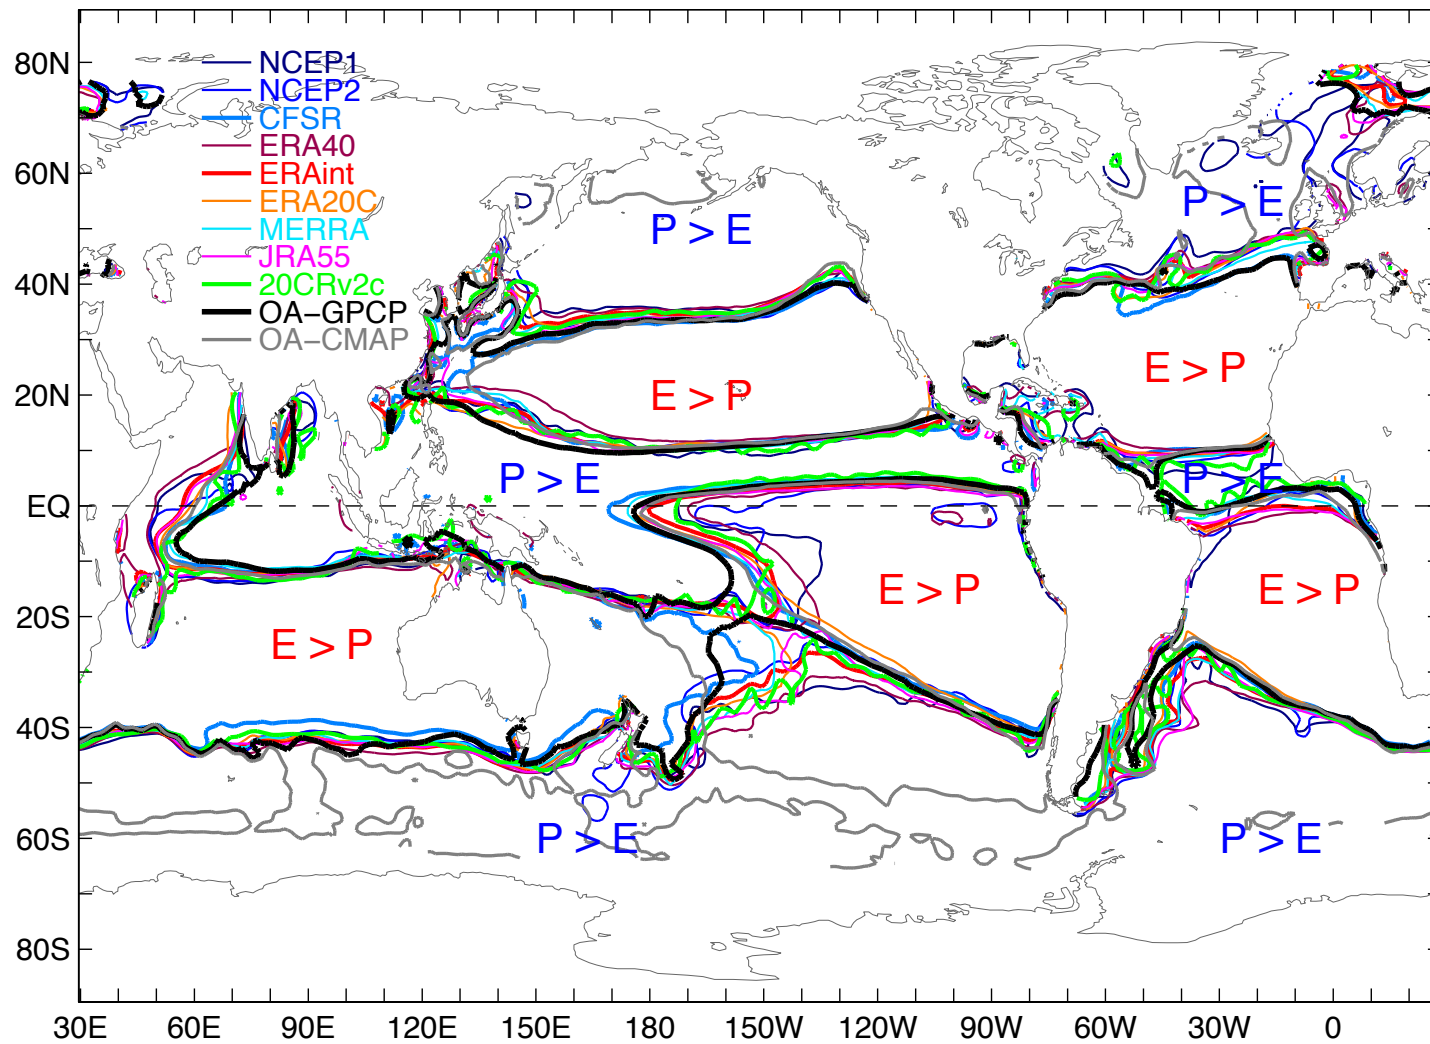 80N
NCEP1
NCEP2
CFSR
ERA40
60N
ERAint
P > E
ERA20C
P > E
MERRA
JRA55
40N
20CRv2c
OA−GPCP
OA−CMAP
E > P
20N
E > P
P > E
P > E
EQ
E > P
E > P
20S
E > P
40S
60S
P > E
P > E
80S
30E 60E 90E 120E 150E 180 150W 120W 90W 60W 30W 0